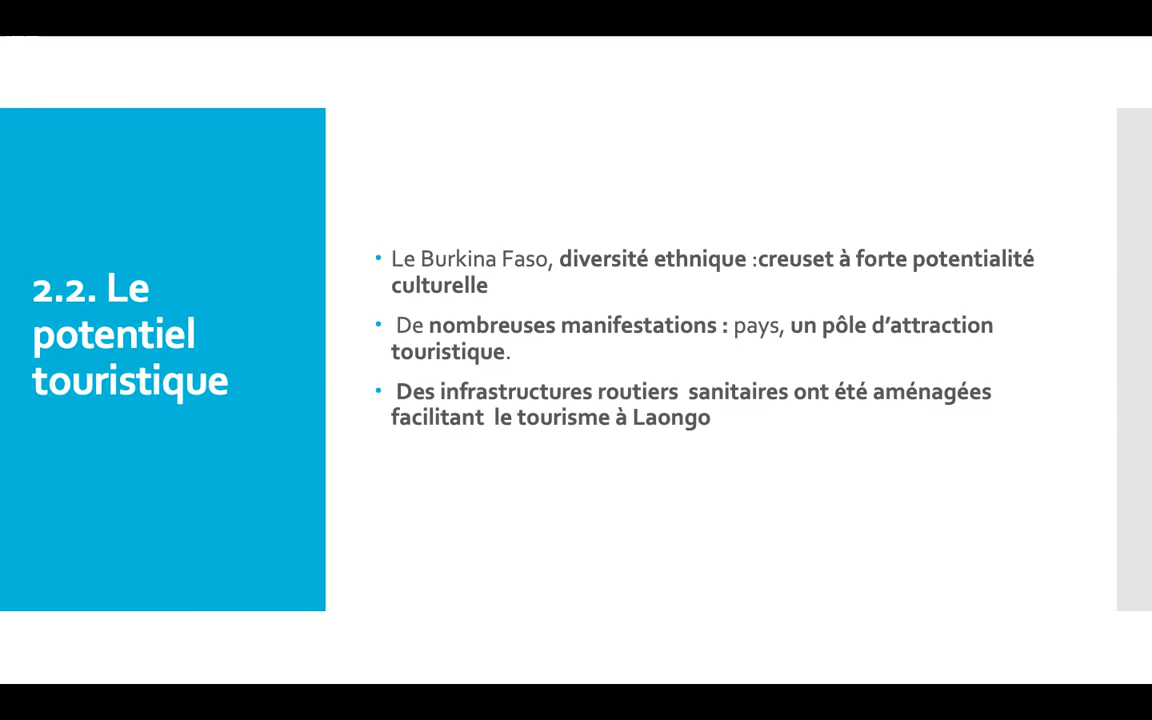 2.2. Le
potentiel
touristique
• Le Burkina Faso, diversité ethnique :creuset à forte potentialité
culturelle
• De nombreuses manifestations : pays, un pôle d’attraction
touristique.
• Des infrastructures routiers  sanitaires ont été aménagées
facilitant  le tourisme à Laongo